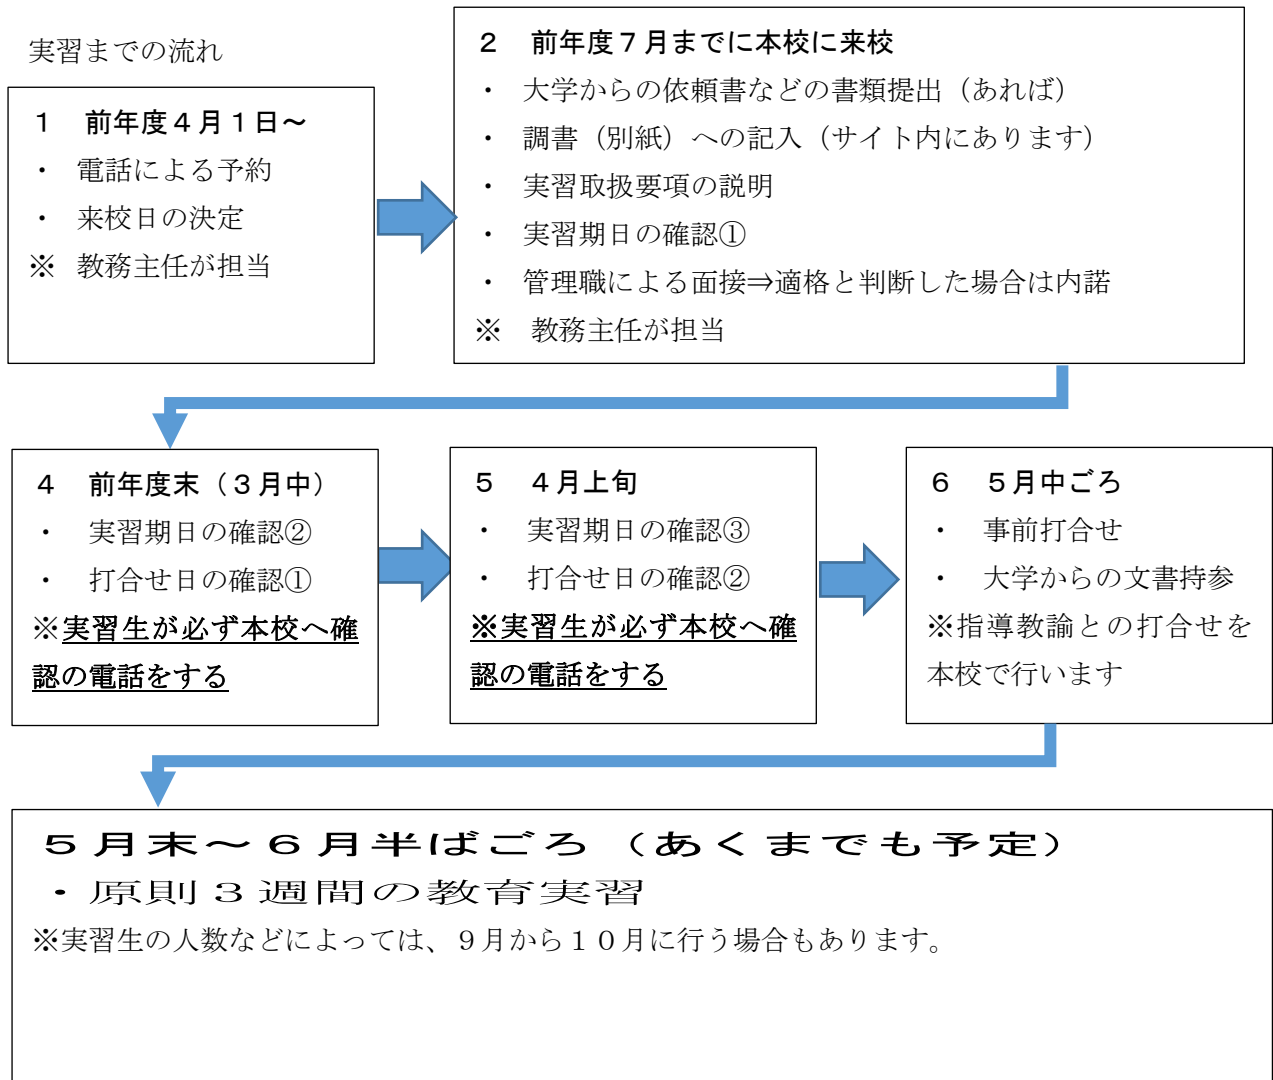 実習までの流れ
１　前年度４月１日～
・　電話による予約
・　来校日の決定
※　教務主任が担当
２　前年度７月までに本校に来校
・　大学からの依頼書などの書類提出（あれば）
・　調書（別紙）への記入（サイト内にあります）
・　実習取扱要項の説明
・　実習期日の確認①
・　管理職による面接⇒適格と判断した場合は内諾
※　教務主任が担当
４　前年度末（３月中）
・　実習期日の確認②
・　打合せ日の確認①
※実習生が必ず本校へ確
認の電話をする
５　４月上旬
・　実習期日の確認③
・　打合せ日の確認②
※実習生が必ず本校へ確
認の電話をする
６　５月中ごろ
・　事前打合せ
・　大学からの文書持参
※指導教諭との打合せを
本校で行います
５月末～６月半ばごろ（あくまでも予定）
・原則３週間の教育実習
※実習生の人数などによっては、９月から１０月に行う場合もあります。